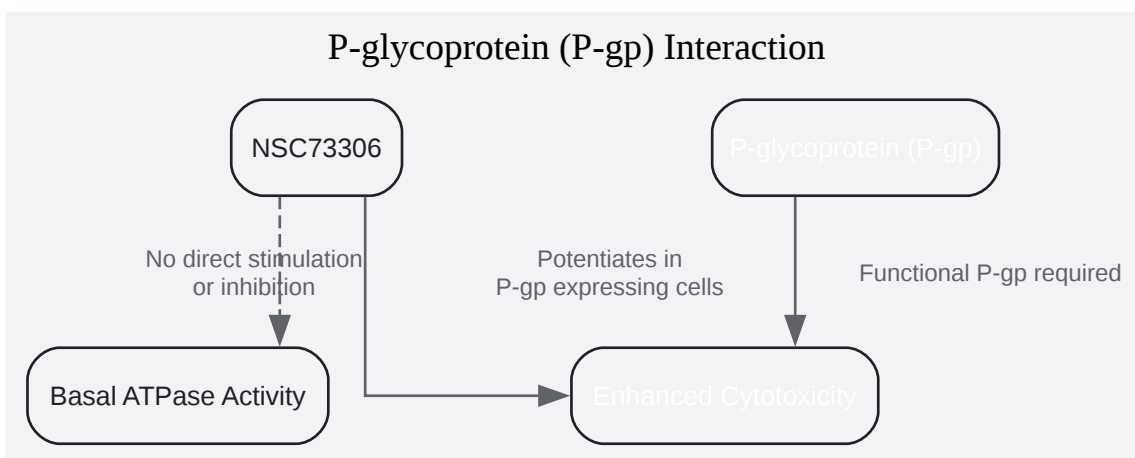 P-glycoprotein (P-gp) Interaction
NSC73306
P-glycoprotein (P-gp)
No direct stimulation
or inhibition
Potentiates in
P-gp expressing cells
Functional P-gp required
Basal ATPase Activity
Enhanced Cytotoxicity